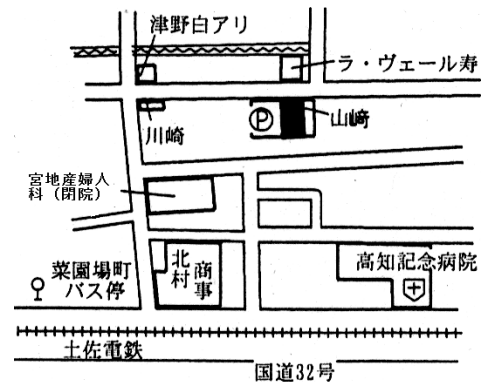 津野白アリ
ラ・ヴェール寿
川崎
P
山﨑
宮地産婦人
科（閉院）
菜園場町
バス停
北村
商事
高知記念病院
土佐電鉄
国道32号